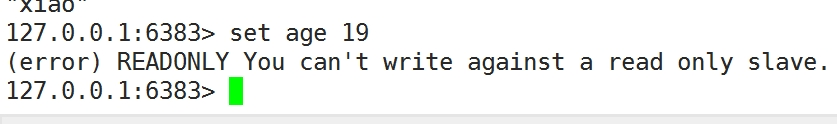 "xiao"
127.0.0.1:6383> set age 19
(error) READONLY You can't write against a read only slave.
127.0.0.1:6383>